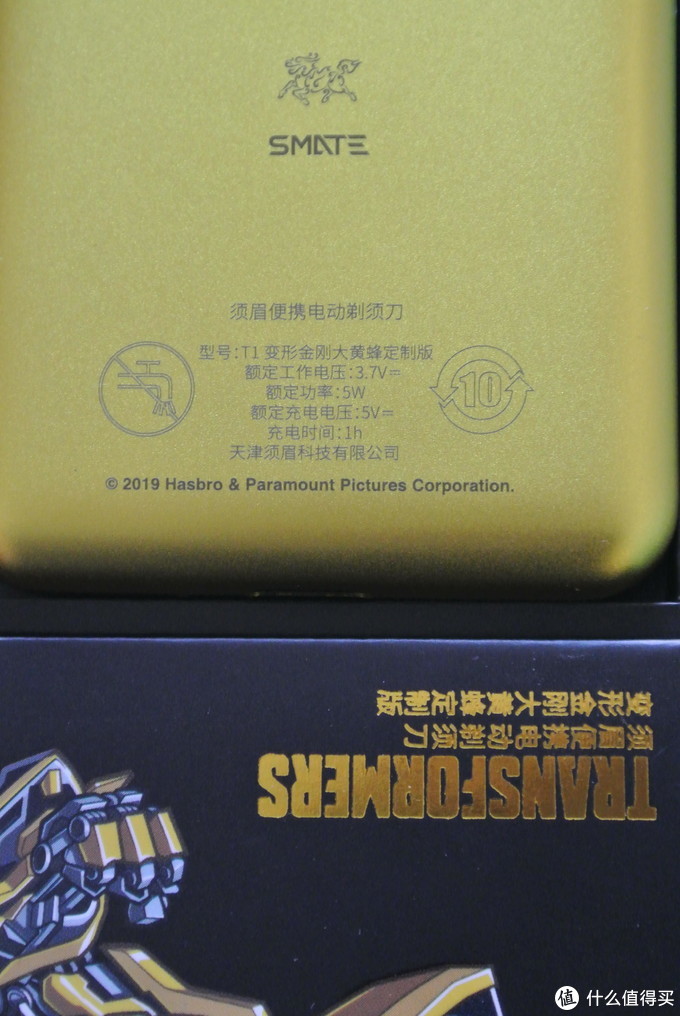 SMATE
须眉便携电动剃须刀
型号:T1 变形金刚大黄蜂定制版
额定工作电压:3.7V⎓
额定功率:5W
额定充电电压:5V⎓
充电时间:1h
天津须眉科技有限公司
10
© 2019 Hasbro & Paramount Pictures Corporation.
TRANSFORMERS
须眉便携电动剃须刀
变形金刚大黄蜂定制版
值 什么值得买